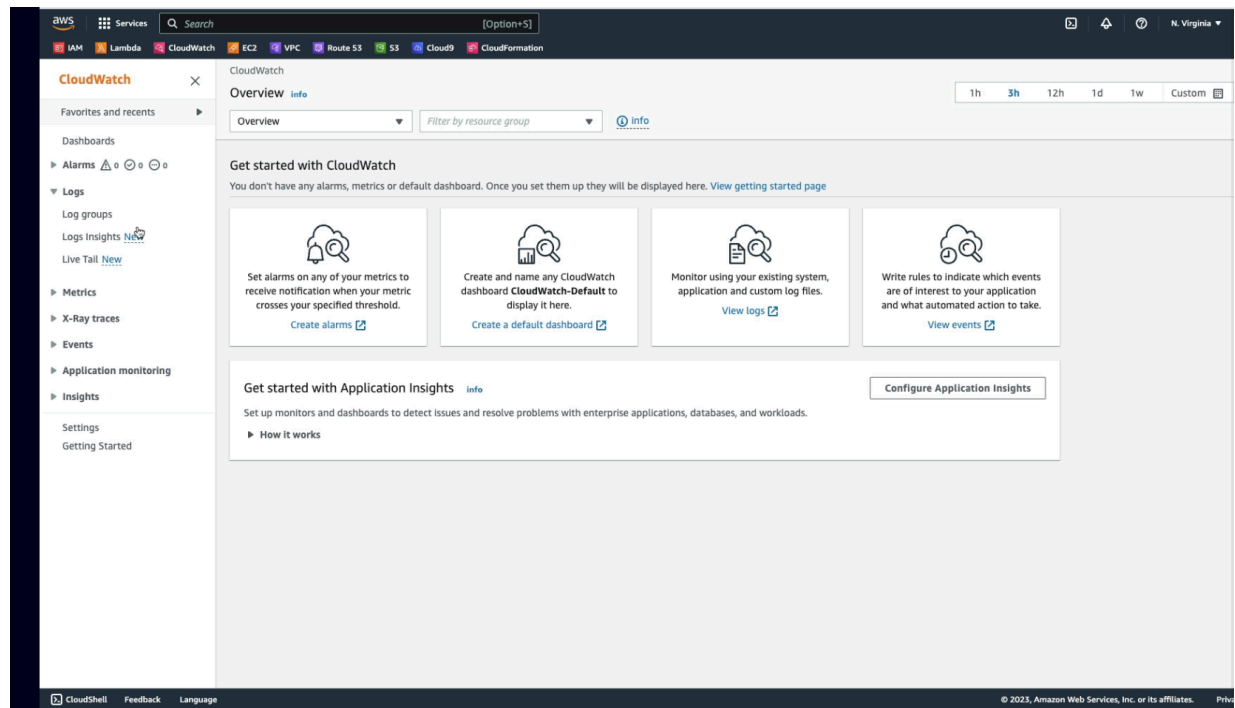 aws Services Search [Option+S] N. Virginia
IAM Lambda CloudWatch EC2 VPC Route 53 S3 Cloud9 CloudFormation
CloudWatch
Favorites and recents
Dashboards
Alarms 0 0 0
Logs
Log groups
Logs Insights New
Live Tail New
Metrics
X-Ray traces
Events
Application monitoring
Insights
Settings
Getting Started
CloudWatch
Overview info
1h 3h 12h 1d 1w Custom
Overview Filter by resource group info
Get started with CloudWatch
You don't have any alarms, metrics or default dashboard. Once you set them up they will be displayed here. View getting started page
Set alarms on any of your metrics to
receive notification when your metric
crosses your specified threshold.
Create alarms
Create and name any CloudWatch
dashboard CloudWatch-Default to
display it here.
Create a default dashboard
Monitor using your existing system,
application and custom log files.
View logs
Write rules to indicate which events
are of interest to your application
and what automated action to take.
View events
Get started with Application Insights info
Configure Application Insights
Set up monitors and dashboards to detect issues and resolve problems with enterprise applications, databases, and workloads.
How it works
CloudShell Feedback Language © 2023, Amazon Web Services, Inc. or its affiliates. Priva